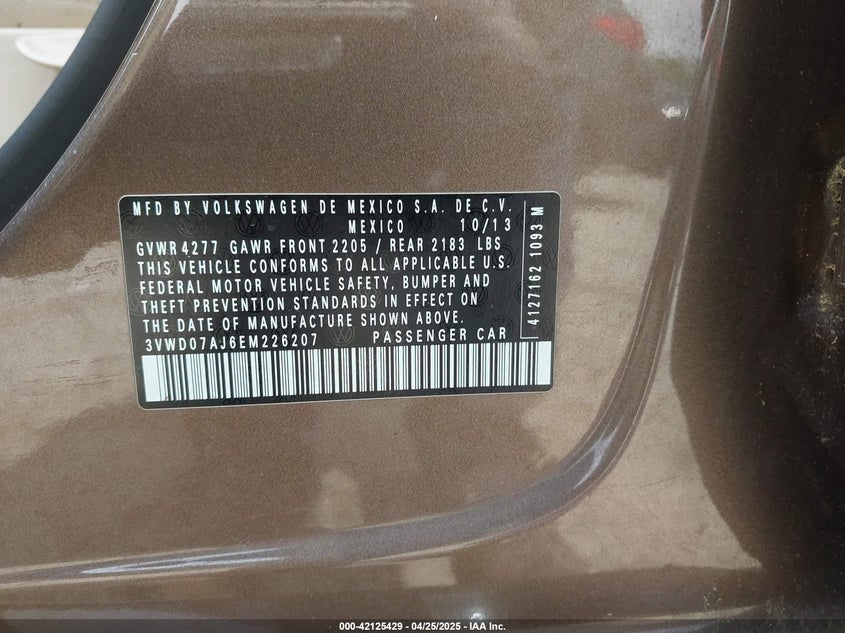 MFD BY VOLKSWAGEN DE MEXICO S.A. DE C.V.
MEXICO 10/13
GVWR 4277 GAWR FRONT 2205 / REAR 2183 LBS
THIS VEHICLE CONFORMS TO ALL APPLICABLE U.S.
FEDERAL MOTOR VEHICLE SAFETY, BUMPER AND
THEFT PREVENTION STANDARDS IN EFFECT ON
THE DATE OF MANUFACTURE SHOWN ABOVE.
3VWD07AJ6EM226207 PASSENGER CAR
4127162 1093 M
000-42125429 - 04/25/2025 - IAA Inc.